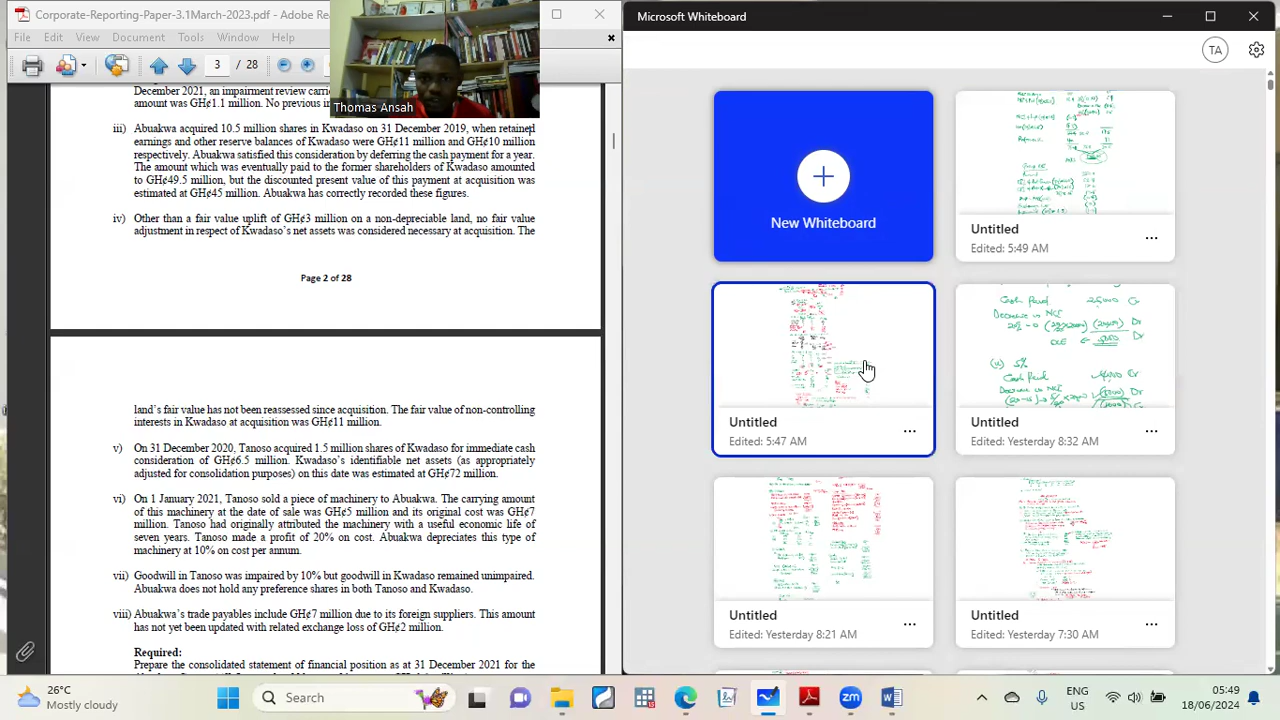 Corporate-Reporting-Paper-3.1March-2023.pdf - Adobe Rea
File Edit View Document Tools Window Help
3 / 28
Thomas Ansah
December 2021, an impairment review carri
amount was GH¢1.1 million. No previous i
iii) Abuakwa acquired 10.5 million shares in Kwadaso on 31 December 2019, when retained
earnings and other reserve balances of Kwadaso were GH¢11 million and GH¢10 million
respectively. Abuakwa satisfied this consideration by deferring the cash payment for a year.
The amount which was eventually paid to the former shareholders of Kwadaso amounted
to GH¢49.5 million, but the discounted present value of this payment at acquisition was
estimated at GH¢45 million. Abuakwa has correctly recorded these figures.
iv) Other than a fair value uplift of GH¢3 million on a non-depreciable land, no fair value
adjustment in respect of Kwadaso's net assets was considered necessary at acquisition. The
Page 2 of 28
land's fair value has not been reassessed since acquisition. The fair value of non-controlling
interests in Kwadaso at acquisition was GH¢11 million.
v) On 31 December 2020, Tanoso acquired 1.5 million shares of Kwadaso for immediate cash
consideration of GH¢6.5 million. Kwadaso's identifiable net assets (as appropriately
adjusted for consolidation purposes) on this date was estimated at GH¢72 million.
vi) On 1 January 2021, Tanoso sold a piece of machinery to Abuakwa. The carrying amount
of this machinery at the date of sale was GH¢5 million and its original cost was GH¢7
million. Tanoso had originally attributed the machinery with a useful economic life of
seven years. Tanoso made a profit of 20% on cost. Abuakwa depreciates this type of
machinery at 10% on cost per annum.
vii) Goodwill in Tanoso was impaired by 10% but goodwill in Kwadaso remained unimpaired.
Abuakwa does not hold any preference shares in both Tanoso and Kwadaso.
viii) Abuakwa's trade payables include GH¢7 million due to its foreign suppliers. This amount
has not yet been updated with related exchange loss of GH¢2 million.
Required:
Prepare the consolidated statement of financial position as at 31 December 2021 for the
Microsoft Whiteboard
TA
New Whiteboard
Untitled
Edited: 5:49 AM
Untitled
Edited: 5:47 AM
Cash Paid 25,000 Cr
Decrease in NCI
Untitled
Edited: Yesterday 8:32 AM
Untitled
Edited: Yesterday 8:21 AM
Untitled
Edited: Yesterday 7:30 AM
26°C
Mostly cloudy
Search
zm
ENG
US
05:49
18/06/2024